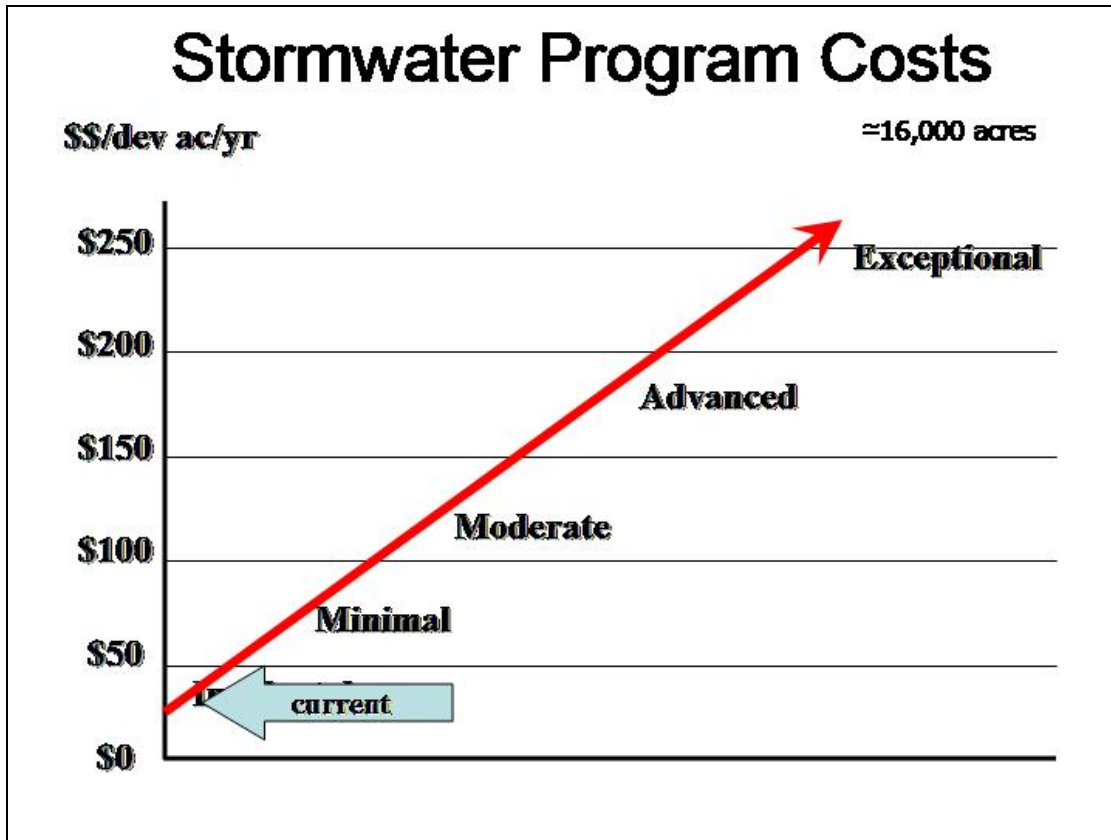 Stormwater Program Costs
$$/dev ac/yr
≃16,000 acres
$250
Exceptional
$200
Advanced
$150
Moderate
$100
Minimal
$50
current
$0